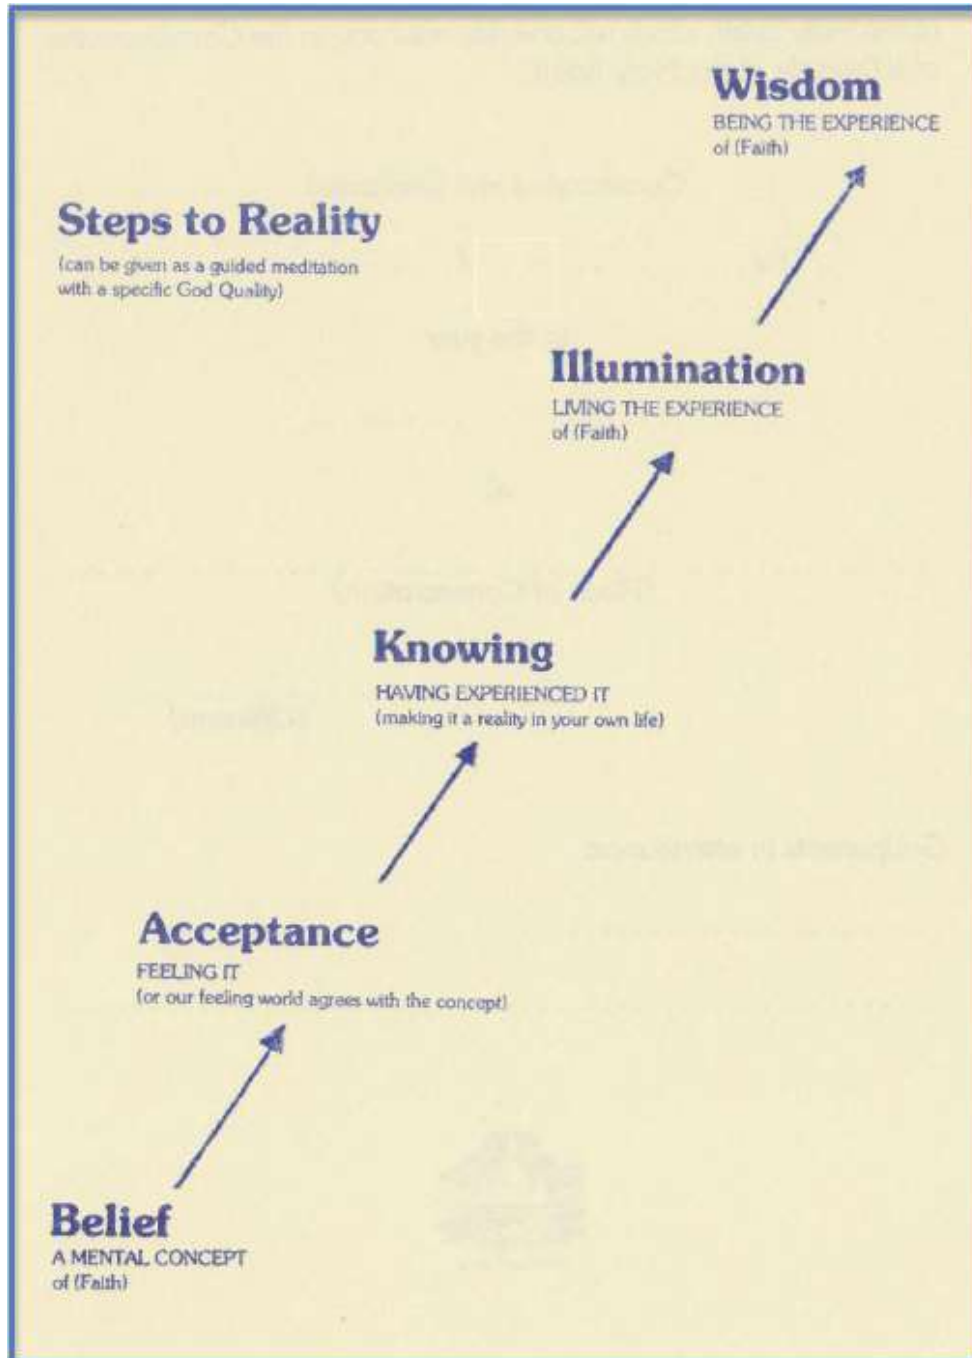 Wisdom
BEING THE EXPERIENCE
of (Faith)
Steps to Reality
(can be given as a guided meditation
with a specific God Quality)
Illumination
LIVING THE EXPERIENCE
of (Faith)
Knowing
HAVING EXPERIENCED IT
(making it a reality in your own life)
Acceptance
FEELING IT
(or our feeling world agrees with the concept)
Belief
A MENTAL CONCEPT
of (Faith)